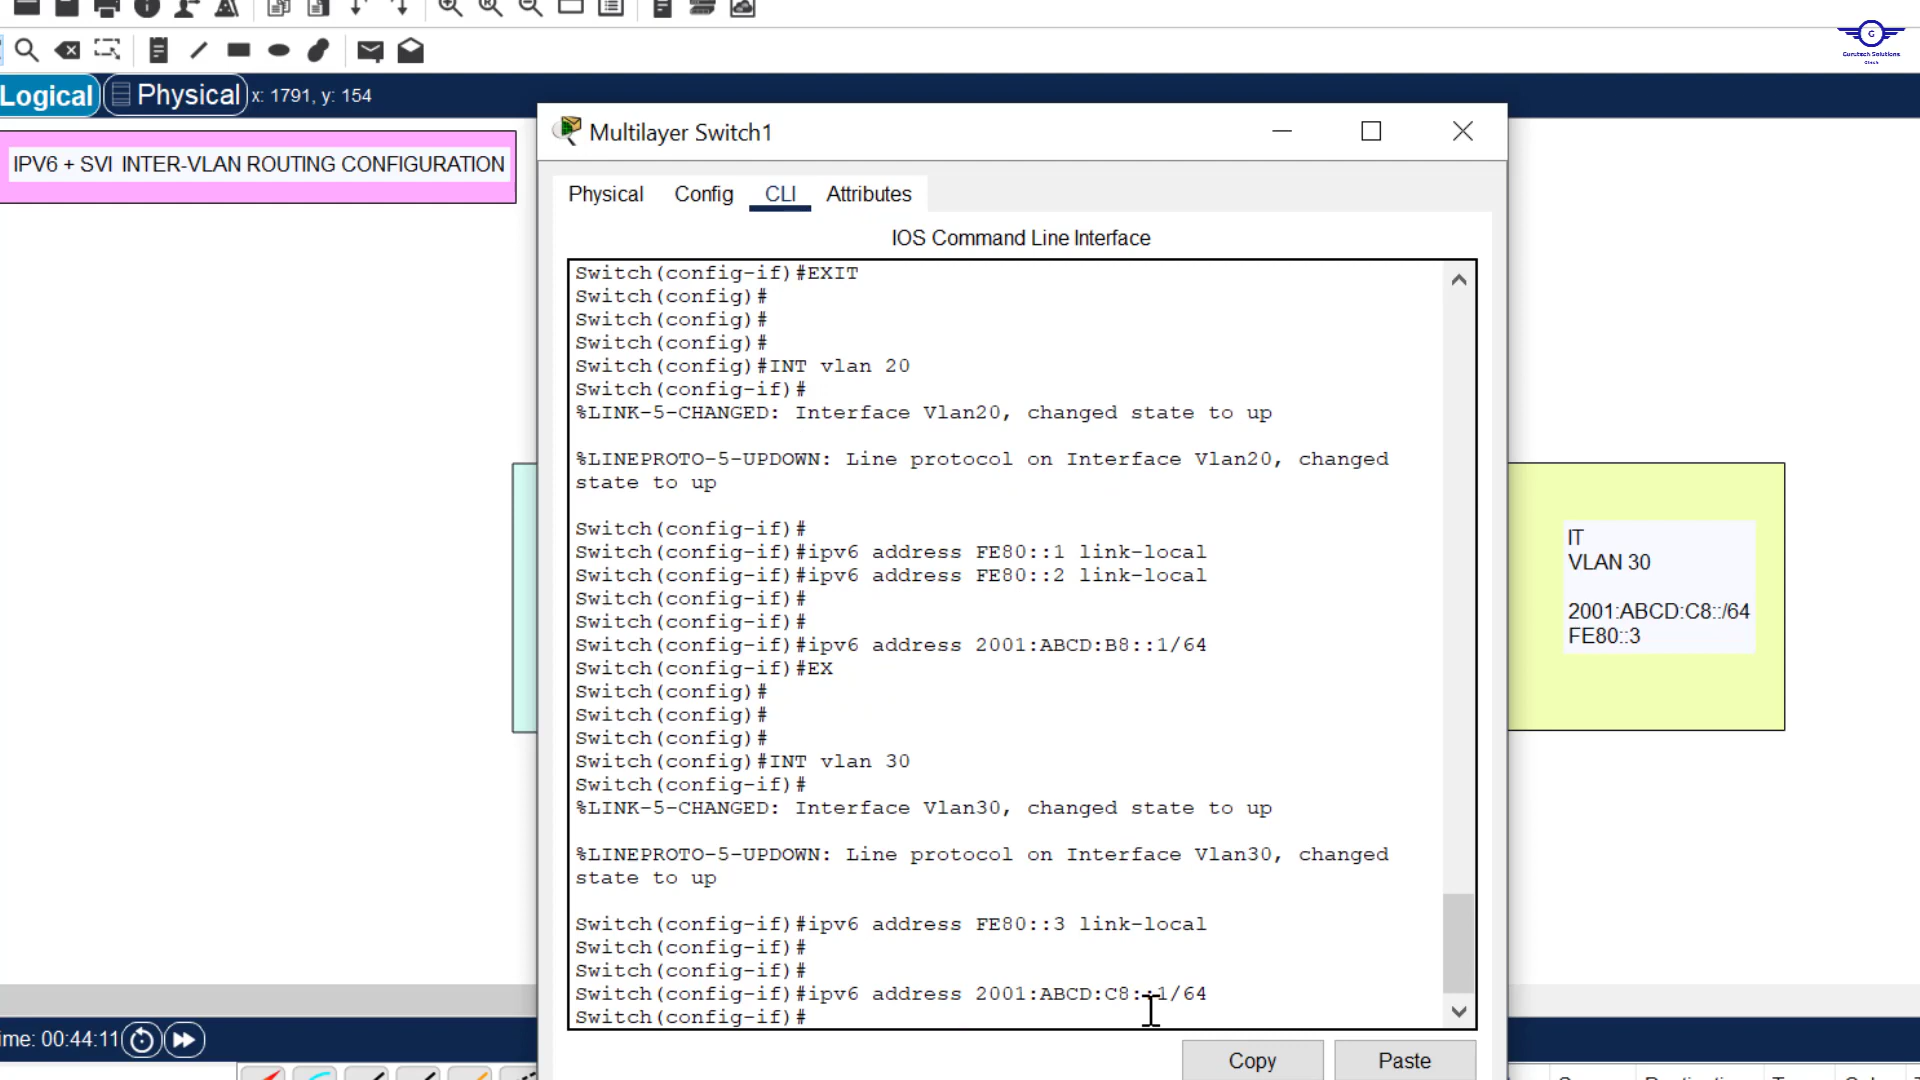 Gurutech Solutions
Logical
Physical
x: 1791, y: 154
IPV6 + SVI INTER-VLAN ROUTING CONFIGURATION
Multilayer Switch1
Physical Config CLI Attributes
IOS Command Line Interface
Switch(config-if)#EXIT
Switch(config)#
Switch(config)#
Switch(config)#
Switch(config)#INT vlan 20
Switch(config-if)#
%LINK-5-CHANGED: Interface Vlan20, changed state to up
%LINEPROTO-5-UPDOWN: Line protocol on Interface Vlan20, changed
state to up
Switch(config-if)#
Switch(config-if)#ipv6 address FE80::1 link-local
Switch(config-if)#ipv6 address FE80::2 link-local
Switch(config-if)#
Switch(config-if)#
Switch(config-if)#ipv6 address 2001:ABCD:B8::1/64
Switch(config-if)#EX
Switch(config)#
Switch(config)#
Switch(config)#
Switch(config)#INT vlan 30
Switch(config-if)#
%LINK-5-CHANGED: Interface Vlan30, changed state to up
%LINEPROTO-5-UPDOWN: Line protocol on Interface Vlan30, changed
state to up
Switch(config-if)#ipv6 address FE80::3 link-local
Switch(config-if)#
Switch(config-if)#
Switch(config-if)#ipv6 address 2001:ABCD:C8::1/64
Switch(config-if)#
Copy
Paste
IT
VLAN 30
2001:ABCD:C8::/64
FE80::3
ime: 00:44:11